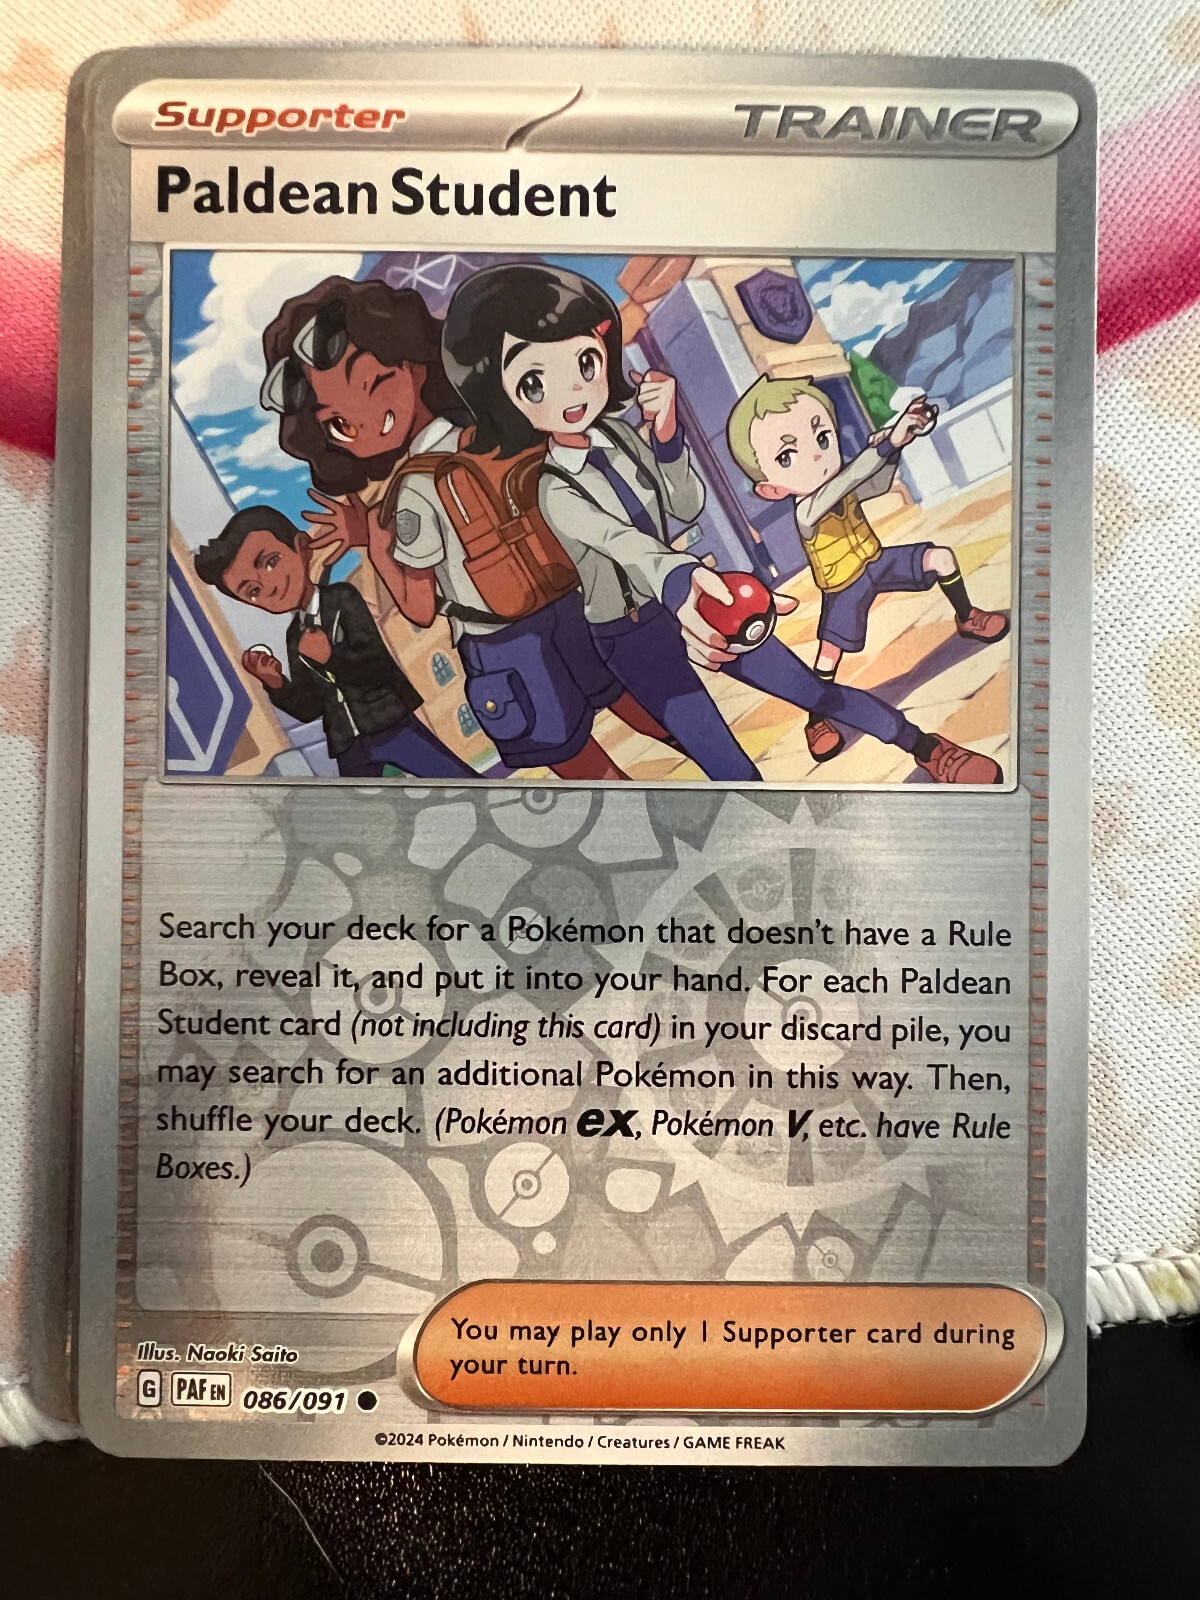 Supporter
TRAINER
Paldean Student
Search your deck for a Pokémon that doesn't have a Rule
Box, reveal it, and put it into your hand. For each Paldean
Student card (not including this card) in your discard pile, you
may search for an additional Pokémon in this way. Then,
shuffle your deck. (Pokémon ex, Pokémon V, etc. have Rule
Boxes.)
You may play only 1 Supporter card during
your turn.
Illus. Naoki Saito
G PAF EN 086/091
©2024 Pokémon / Nintendo / Creatures / GAME FREAK